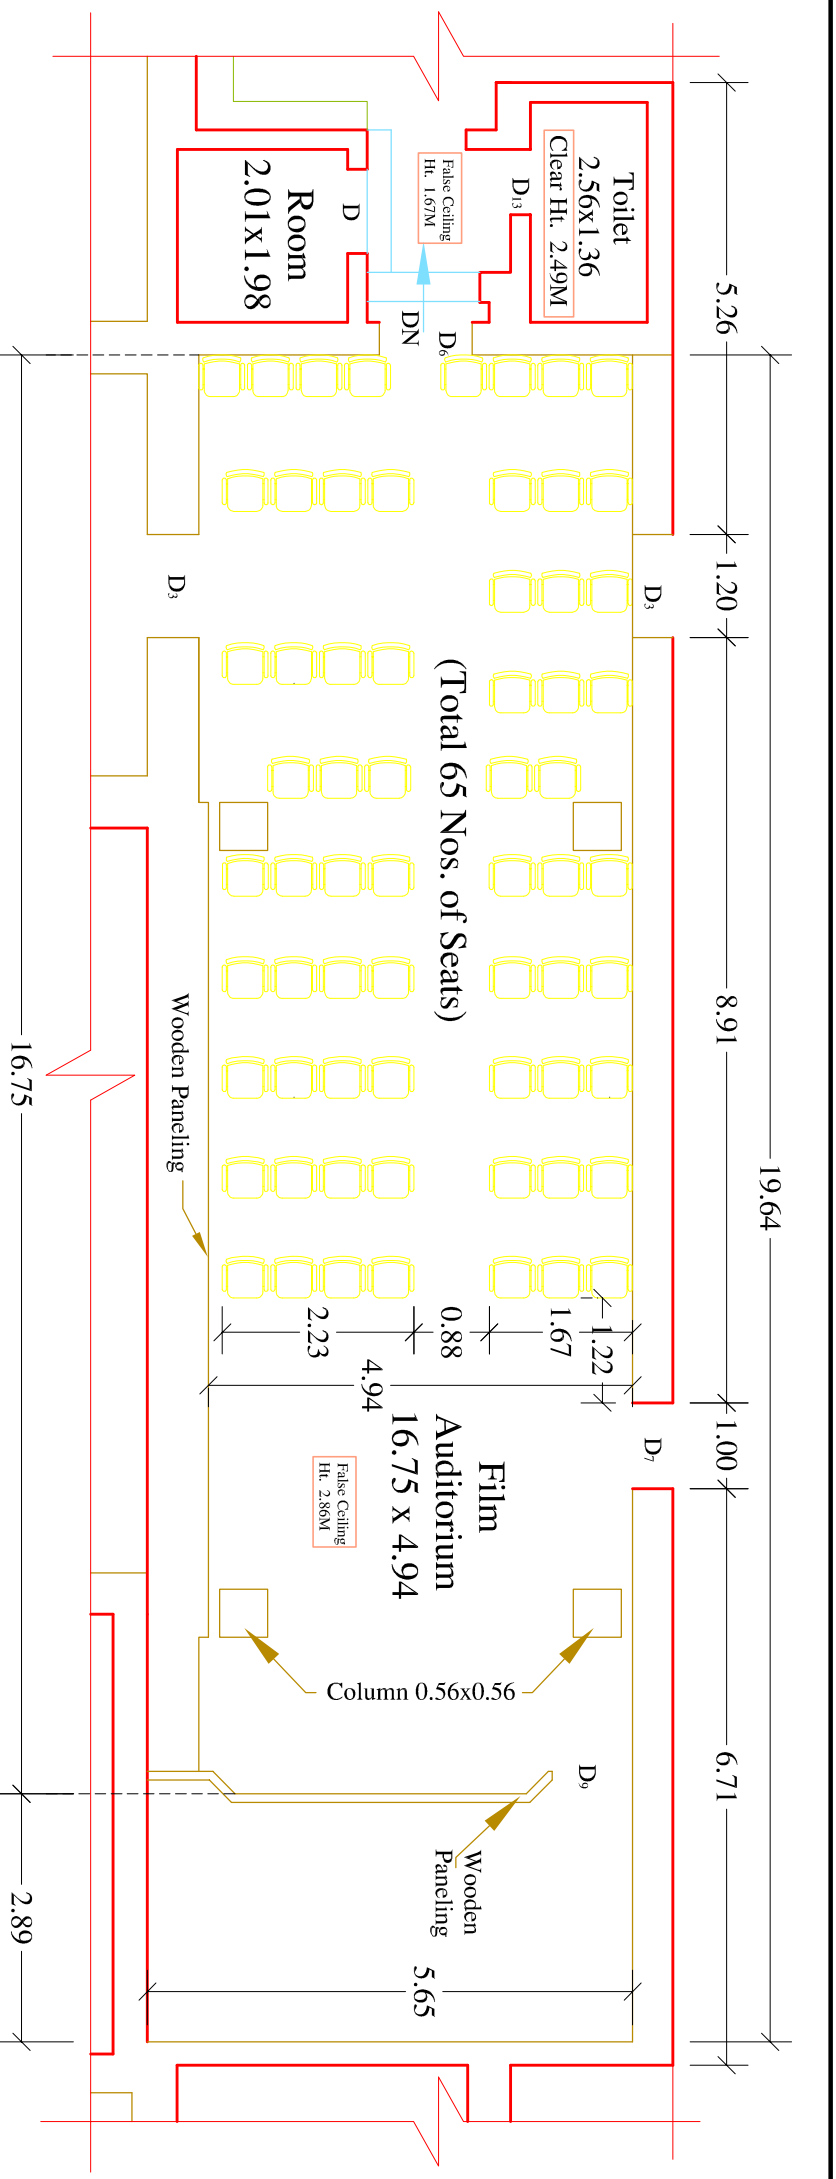 Toilet
2.56x1.36
Clear Ht. 2.49M
D13
False Ceiling
Ht. 1.67M
D
Room
2.01x1.98
DN
D6
5.26
D3
D3
1.20
(Total 65 Nos. of Seats)
8.91
19.64
16.75
Wooden Paneling
1.67
1.22
0.88
2.23
4.94
D7
1.00
Film
Auditorium
16.75 x 4.94
False Ceiling
Ht. 2.86M
Column 0.56x0.56
D9
6.71
Wooden
Paneling
2.89
5.65